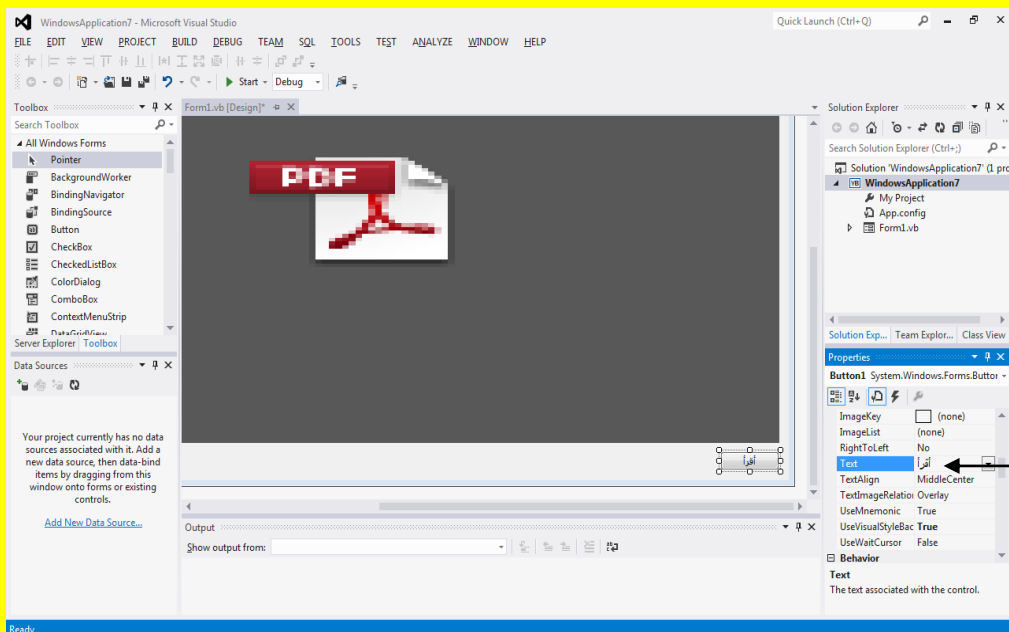 WindowsApplication7 - Microsoft Visual Studio
Quick Launch (Ctrl+Q)
FILE EDIT VIEW PROJECT BUILD DEBUG TEAM SQL TOOLS TEST ANALYZE WINDOW HELP
Start Debug
Toolbox
Search Toolbox
All Windows Forms
Pointer
BackgroundWorker
BindingNavigator
BindingSource
Button
CheckBox
CheckedListBox
ColorDialog
ComboBox
ContextMenuStrip
DataGridView
Server Explorer Toolbox
Data Sources
Your project currently has no data
sources associated with it. Add a
new data source, then data-bind
items by dragging from this
window onto forms or existing
controls.
Add New Data Source...
Form1.vb [Design]*
PDF
أقرأ
Output
Show output from:
Solution Explorer
Search Solution Explorer (Ctrl+;)
Solution 'WindowsApplication7' (1 pro
VB WindowsApplication7
My Project
App.config
Form1.vb
Solution Exp... Team Explor... Class View
Properties
Button1 System.Windows.Forms.Button
ImageKey (none)
ImageList (none)
RightToLeft No
Text أقرأ
TextAlign MiddleCenter
TextImageRelation Overlay
UseMnemonic True
UseVisualStyleBac True
UseWaitCursor False
Behavior
Text
The text associated with the control.
Ready